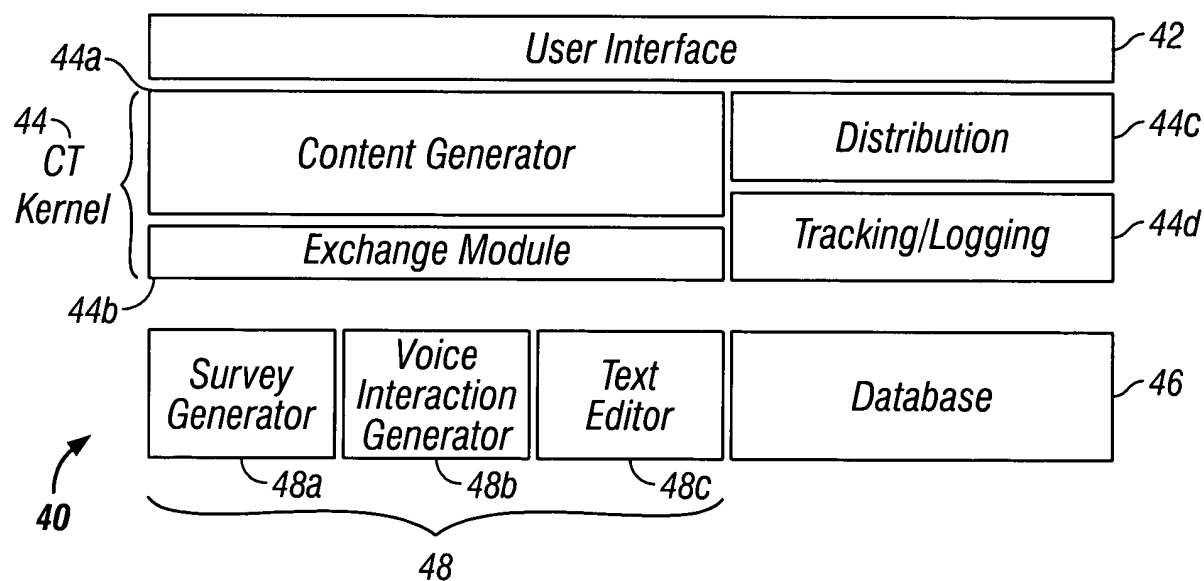 User Interface
42
44a
44
CT
Kernel
Content Generator
Distribution
44c
Exchange Module
Tracking/Logging
44d
44b
Survey
Generator
Voice
Interaction
Generator
Text
Editor
Database
46
48a
48b
48c
40
48